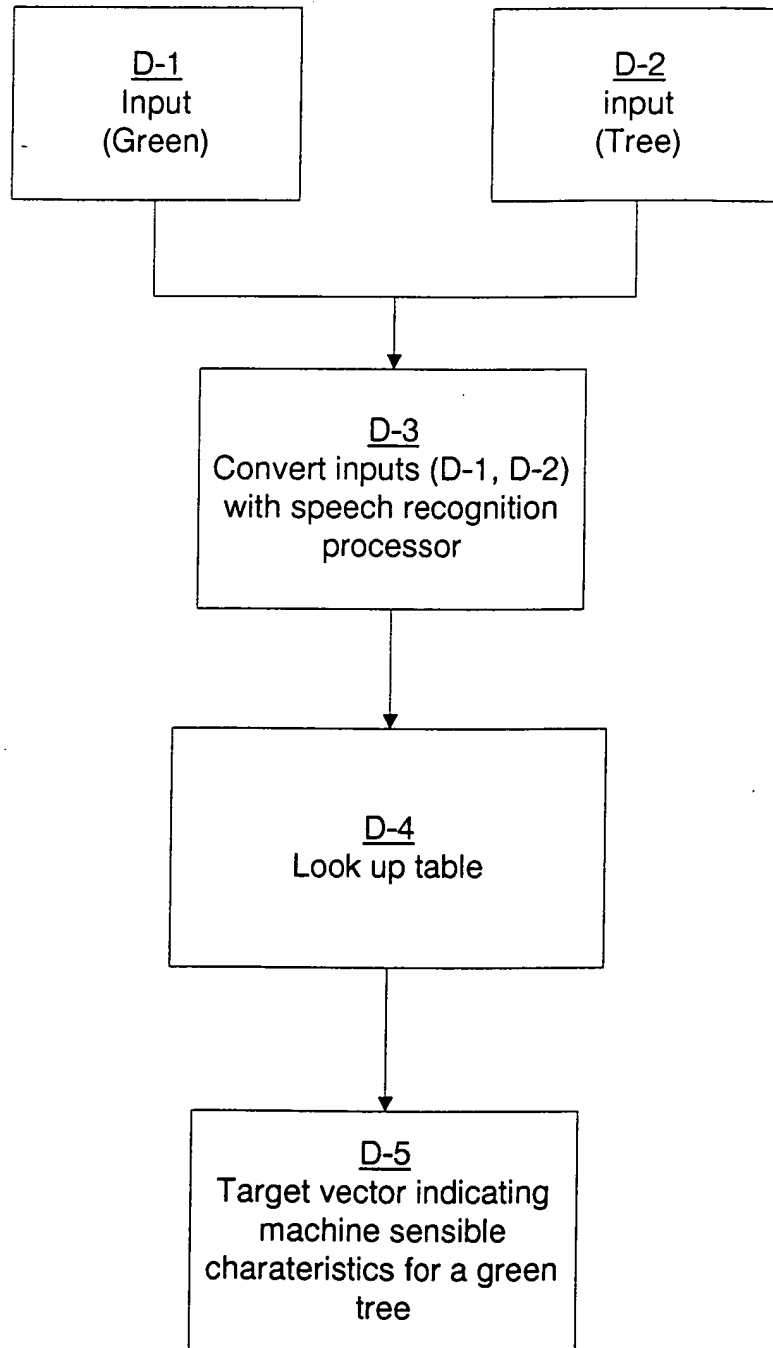 D-1
Input
(Green)
D-2
input
(Tree)
D-3
Convert inputs (D-1, D-2)
with speech recognition
processor
D-4
Look up table
D-5
Target vector indicating
machine sensible
charateristics for a green
tree